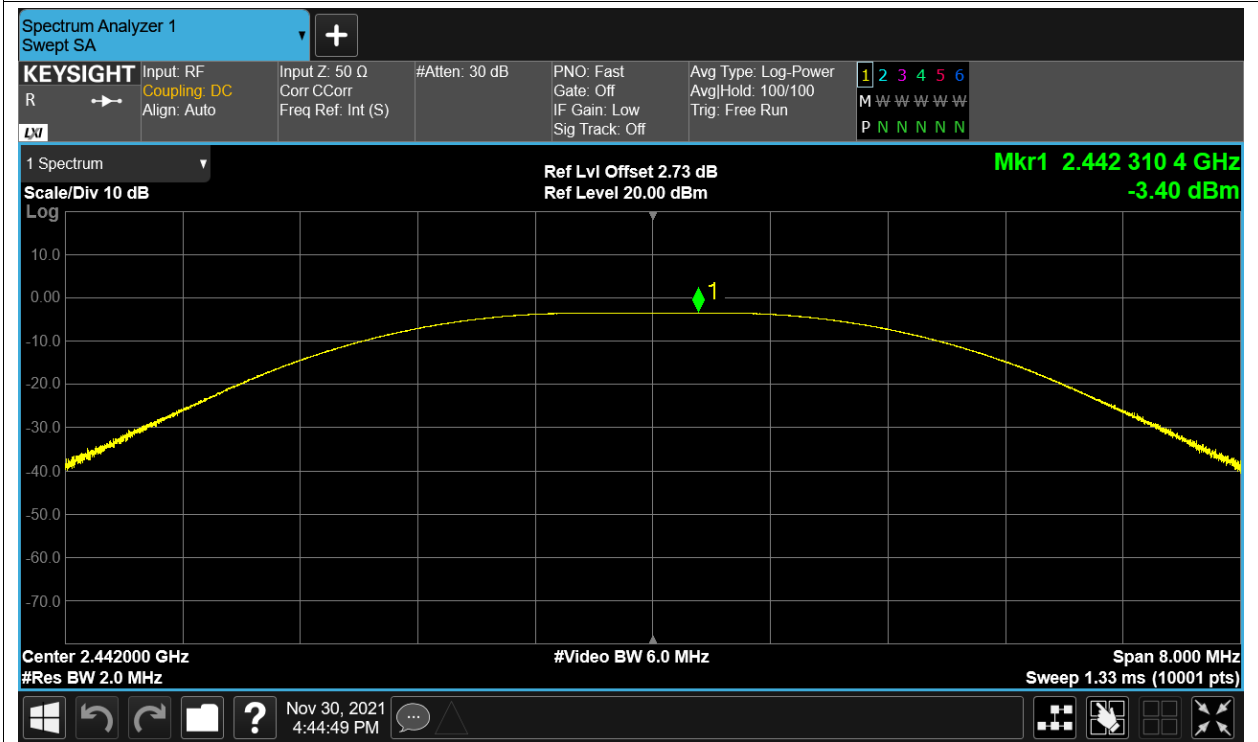 Spectrum Analyzer 1
Swept SA
+
KEYSIGHT
R
LXI
Input: RF
Coupling: DC
Align: Auto
Input Z: 50 Ω
Corr CCorr
Freq Ref: Int (S)
#Atten: 30 dB
PNO: Fast
Gate: Off
IF Gain: Low
Sig Track: Off
Avg Type: Log-Power
Avg|Hold: 100/100
Trig: Free Run
1 2 3 4 5 6
M W W W W W
P N N N N N
1 Spectrum
Scale/Div 10 dB
Log
Ref Lvl Offset 2.73 dB
Ref Level 20.00 dBm
Mkr1 2.442 310 4 GHz
-3.40 dBm
10.0
0.00
1
-10.0
-20.0
-30.0
-40.0
-50.0
-60.0
-70.0
Center 2.442000 GHz
#Res BW 2.0 MHz
#Video BW 6.0 MHz
Span 8.000 MHz
Sweep 1.33 ms (10001 pts)
?
Nov 30, 2021
4:44:49 PM